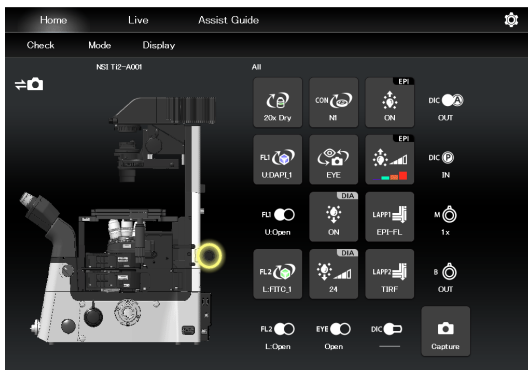 Home Live Assist Guide
Check Mode Display
NSI Ti2-A001 All
20x Dry
CON
N1
EPI
ON
DIC A
OUT
FL1
U:DAPI_1
EYE
EPI
DIC P
IN
FL1
U:Open
DIA
ON
LAPP1
EPI-FL
M
1x
FL2
L:FITC_1
DIA
24
LAPP2
TIRF
B
OUT
FL2
L:Open
EYE
Open
DIC
Capture